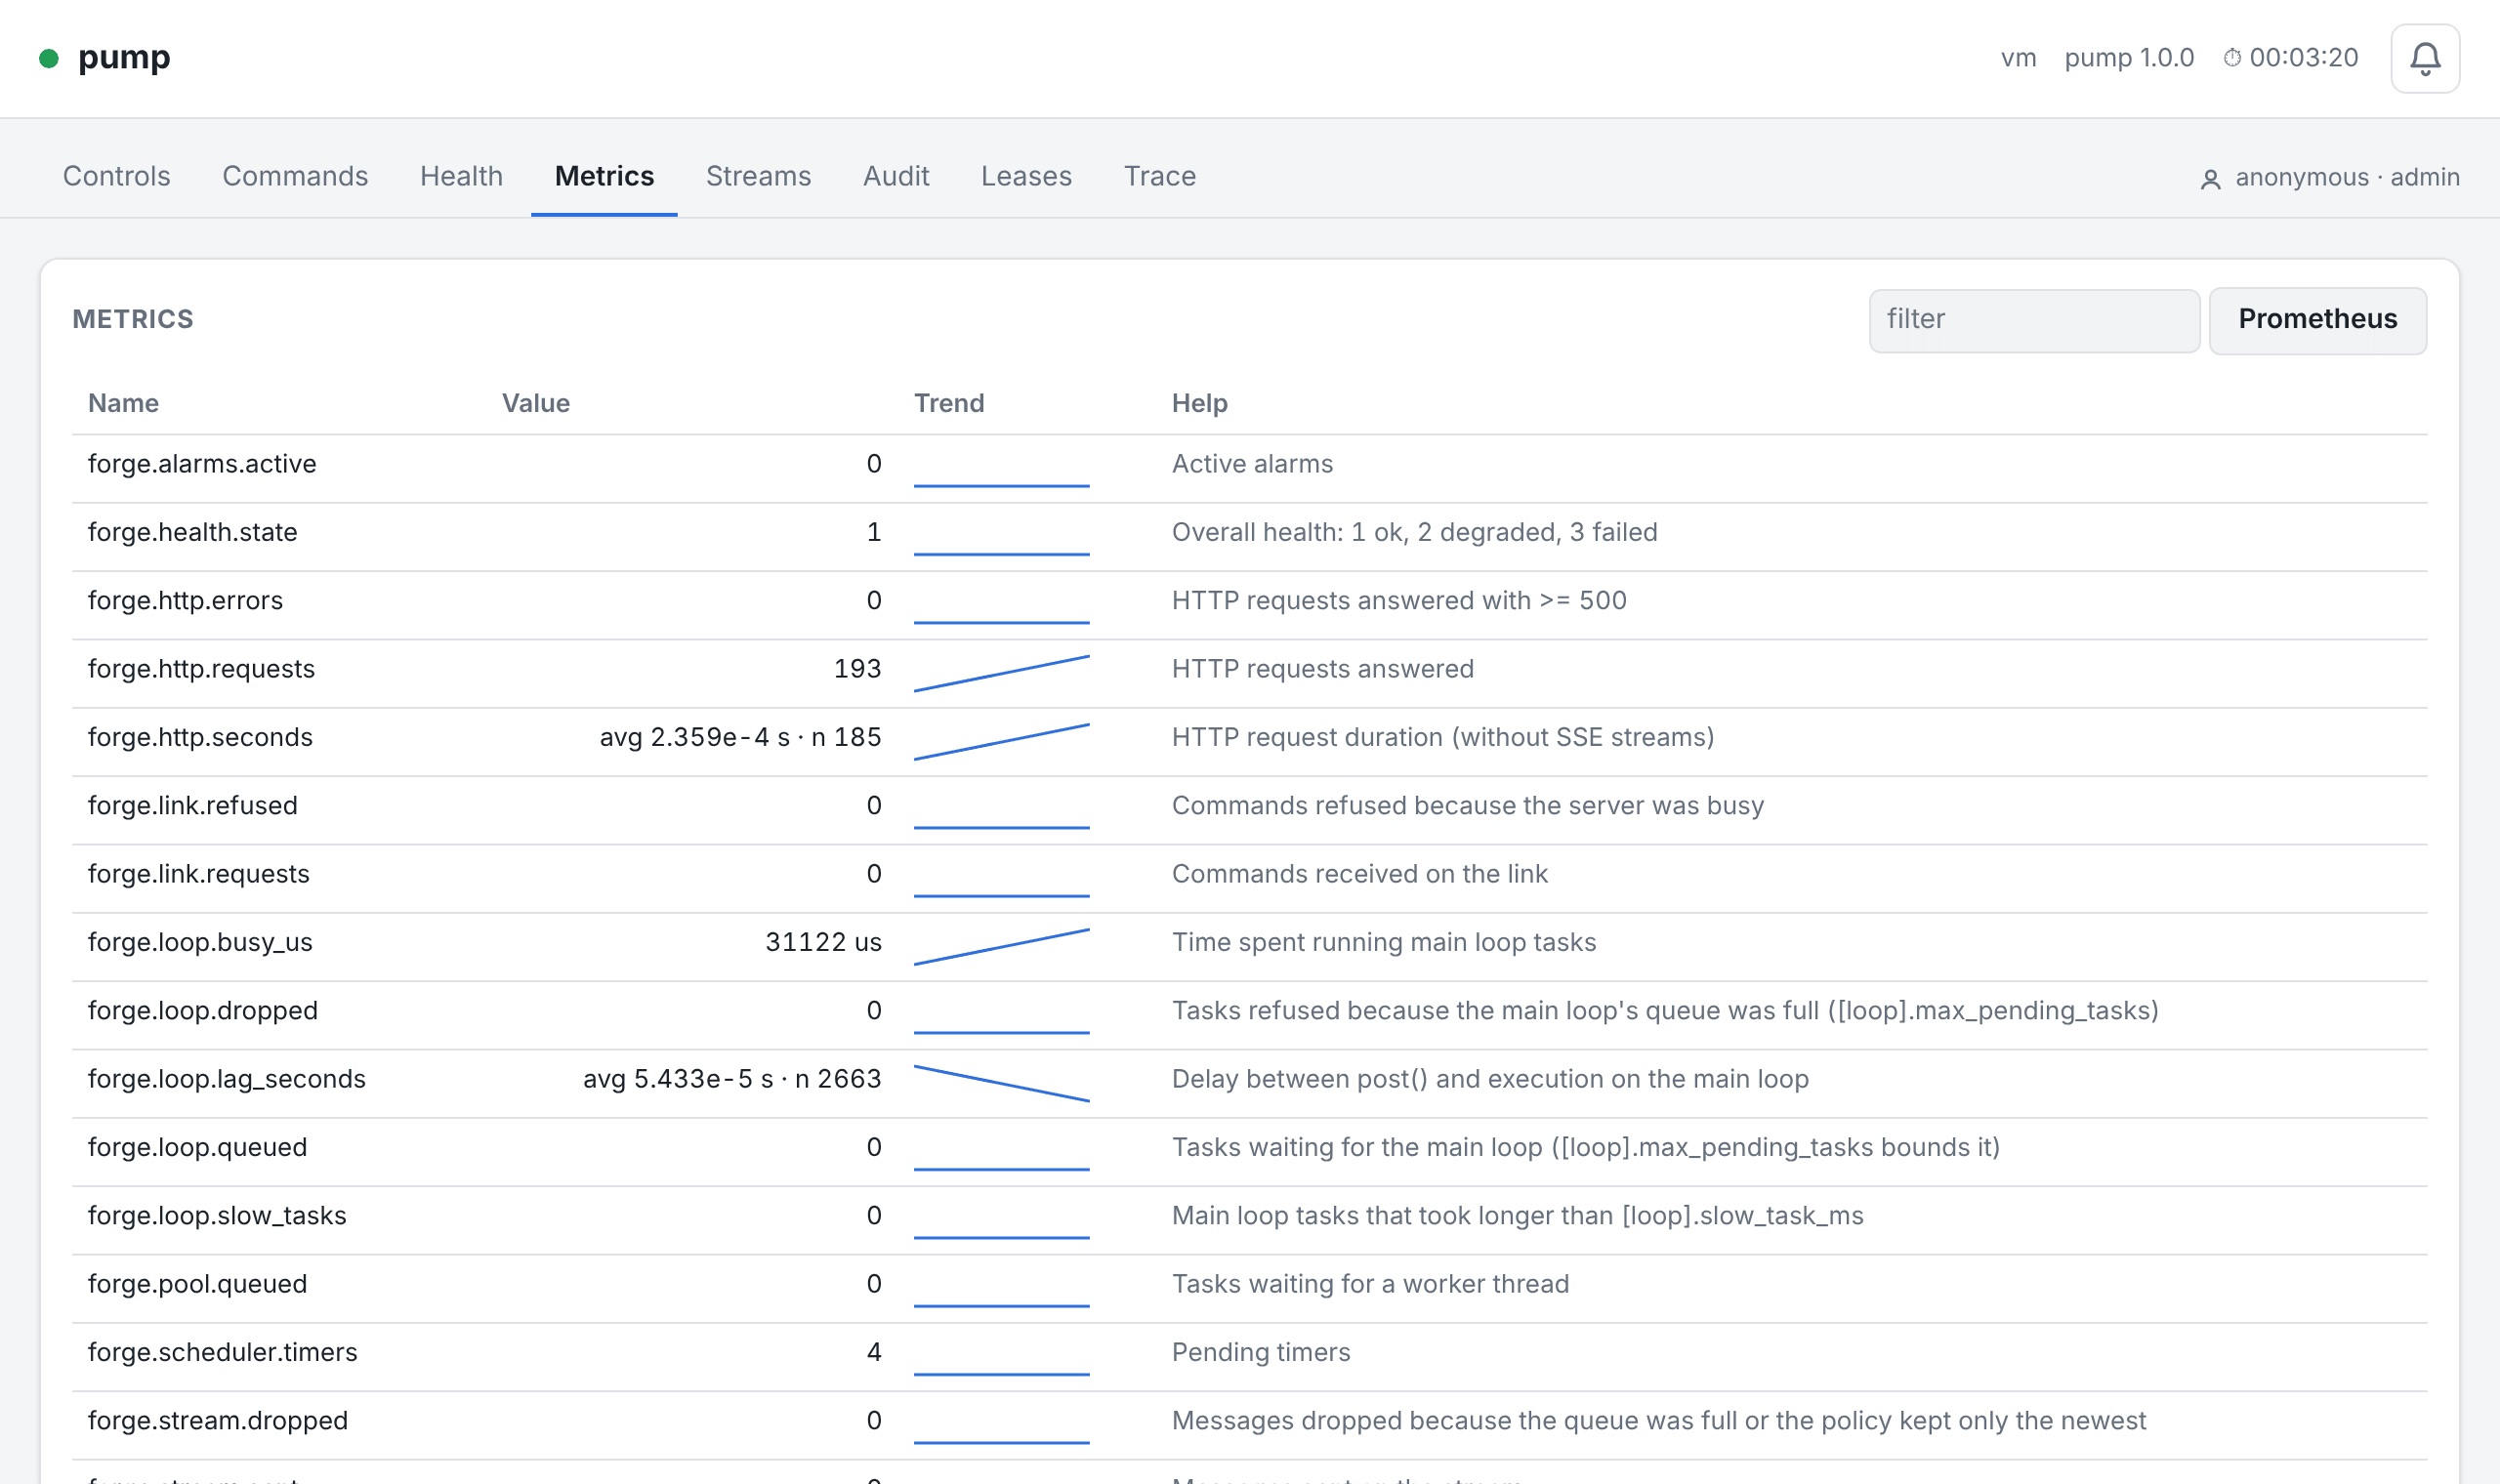 pump
vm pump 1.0.0 ⏱ 00:03:20
Controls Commands Health Metrics Streams Audit Leases Trace anonymous · admin
METRICS filter Prometheus
Name Value Trend Help
forge.alarms.active 0 Active alarms
forge.health.state 1 Overall health: 1 ok, 2 degraded, 3 failed
forge.http.errors 0 HTTP requests answered with >= 500
forge.http.requests 193 HTTP requests answered
forge.http.seconds avg 2.359e-4 s · n 185 HTTP request duration (without SSE streams)
forge.link.refused 0 Commands refused because the server was busy
forge.link.requests 0 Commands received on the link
forge.loop.busy_us 31122 us Time spent running main loop tasks
forge.loop.dropped 0 Tasks refused because the main loop's queue was full ([loop].max_pending_tasks)
forge.loop.lag_seconds avg 5.433e-5 s · n 2663 Delay between post() and execution on the main loop
forge.loop.queued 0 Tasks waiting for the main loop ([loop].max_pending_tasks bounds it)
forge.loop.slow_tasks 0 Main loop tasks that took longer than [loop].slow_task_ms
forge.pool.queued 0 Tasks waiting for a worker thread
forge.scheduler.timers 4 Pending timers
forge.stream.dropped 0 Messages dropped because the queue was full or the policy kept only the newest